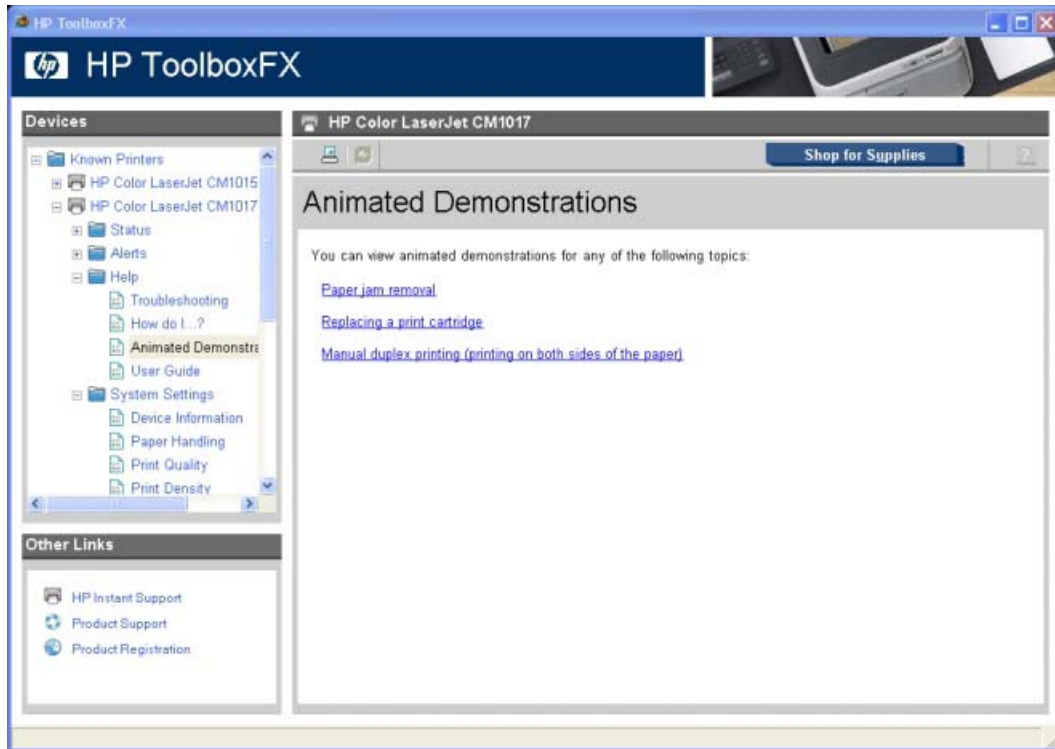 HP ToolboxFX
hp HP ToolboxFX
Devices
Known Printers
HP Color LaserJet CM1015
HP Color LaserJet CM1017
Status
Alerts
Help
Troubleshooting
How do I...?
Animated Demonstra
User Guide
System Settings
Device Information
Paper Handling
Print Quality
Print Density
Other Links
HP Instant Support
Product Support
Product Registration
HP Color LaserJet CM1017
Shop for Supplies
?
Animated Demonstrations
You can view animated demonstrations for any of the following topics:
Paper jam removal
Replacing a print cartridge
Manual duplex printing (printing on both sides of the paper)